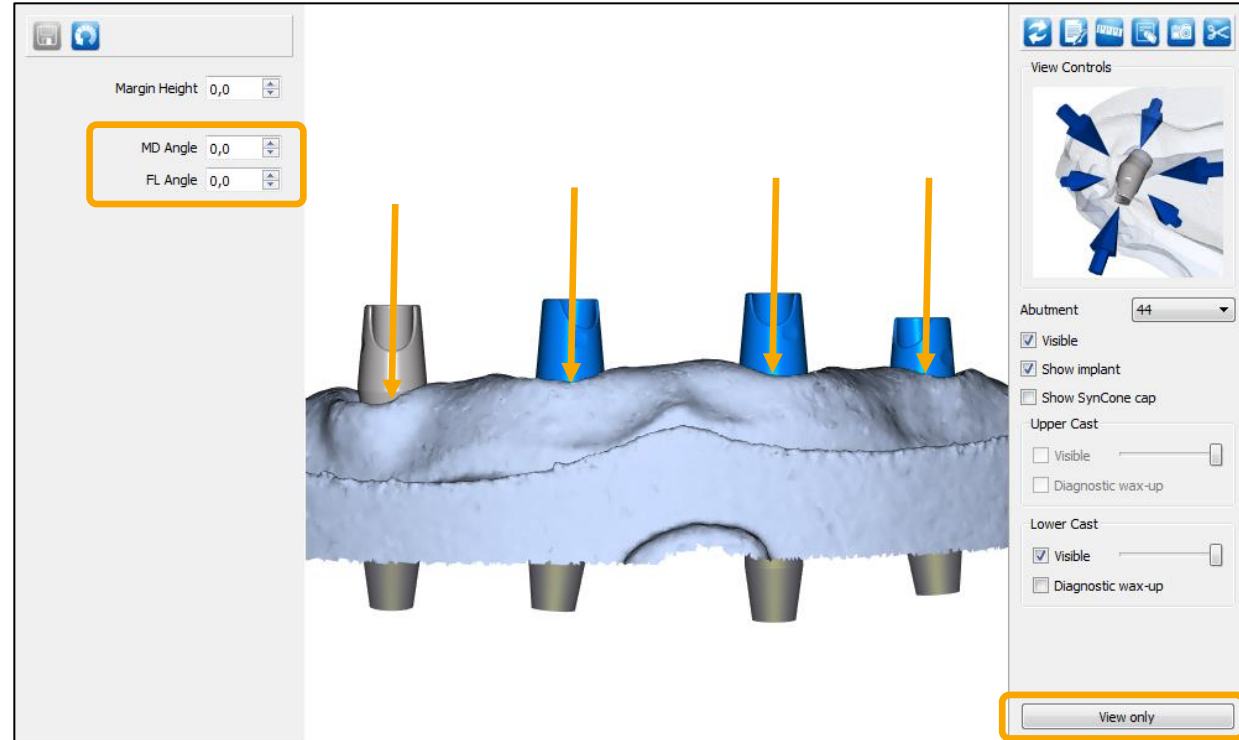 Margin Height 0,0
MD Angle 0,0
FL Angle 0,0
View Controls
Abutment 44
Visible
Show implant
Show SynCone cap
Upper Cast
Visible
Diagnostic wax-up
Lower Cast
Visible
Diagnostic wax-up
View only